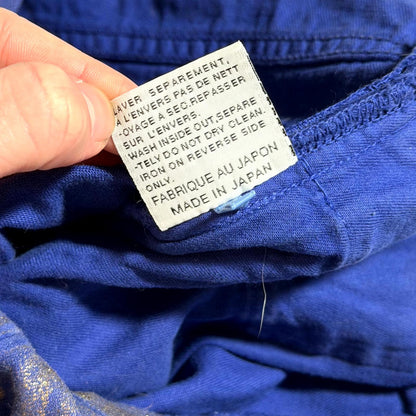 LAVER SEPAREMENT,
A L'ENVERS PAS DE NETT
-OYAGE A SEC.REPASSER
SUR L'ENVERS.
WASH INSIDE OUT,SEPARE
-TELY DO NOT DRY CLEAN.
IRON ON REVERSE SIDE
ONLY.
FABRIQUE AU JAPON
MADE IN JAPAN